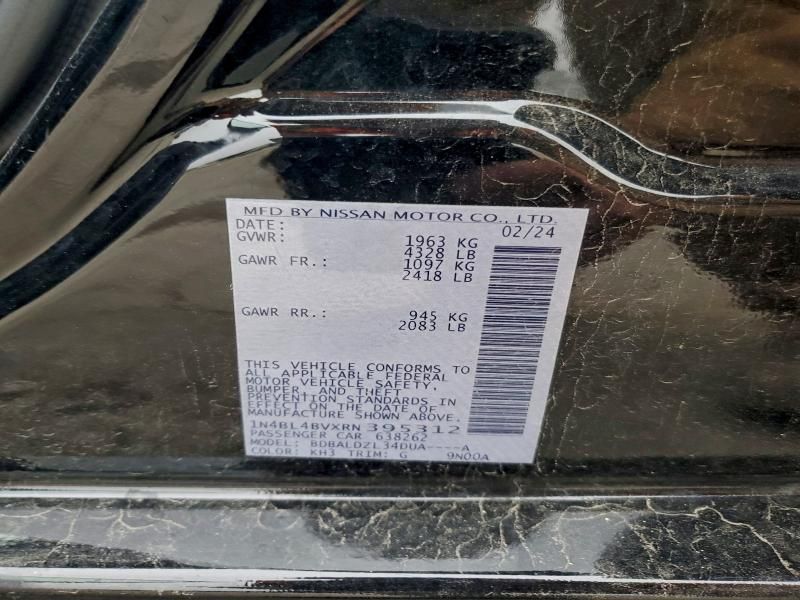 MFD BY NISSAN MOTOR CO., LTD.
DATE: 02/24
GVWR: 1963 KG
4328 LB
GAWR FR.: 1097 KG
2418 LB
GAWR RR.: 945 KG
2083 LB
THIS VEHICLE CONFORMS TO
ALL APPLICABLE FEDERAL
MOTOR VEHICLE SAFETY,
BUMPER, AND THEFT
PREVENTION STANDARDS IN
EFFECT ON THE DATE OF
MANUFACTURE SHOWN ABOVE.
1N4BL4BVXRN395312
PASSENGER CAR 638262
MODEL: BDBALDZL34DUA----A
COLOR: KH3 TRIM: G 9N00A